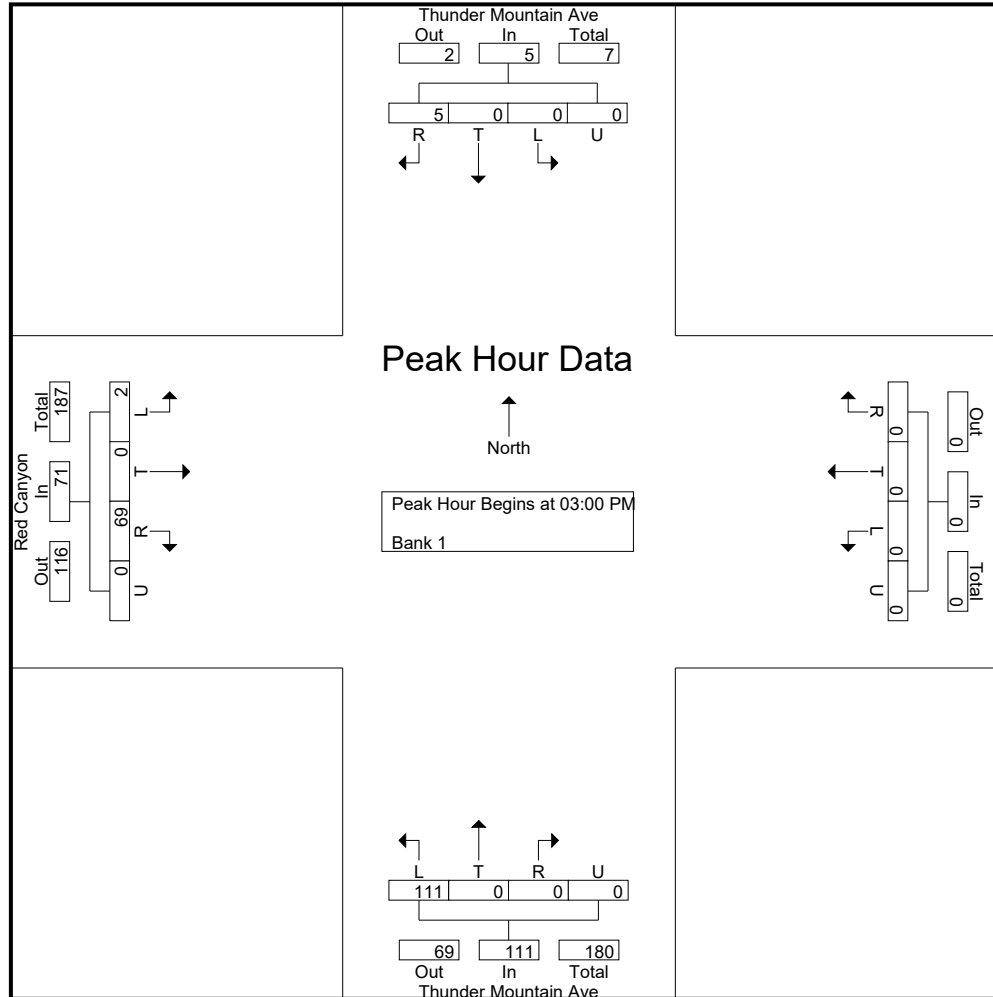 Thunder Mountain Ave
Out In Total
2 5 7
5 0 0 0
R T L U
Peak Hour Data
North
Peak Hour Begins at 03:00 PM
Bank 1
Red Canyon
Total In Out
187 71 116
2 0 69 0
L T R U
R T L U
0 0 0 0
Out In Total
0 0 0
L T R U
111 0 0 0
69 111 180
Out In Total
Thunder Mountain Ave